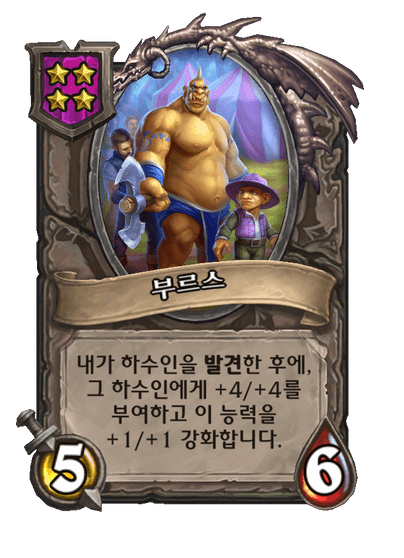 부르스
내가 하수인을 발견한 후에,
그 하수인에게 +4/+4를
부여하고 이 능력을
+1/+1 강화합니다.
5
6